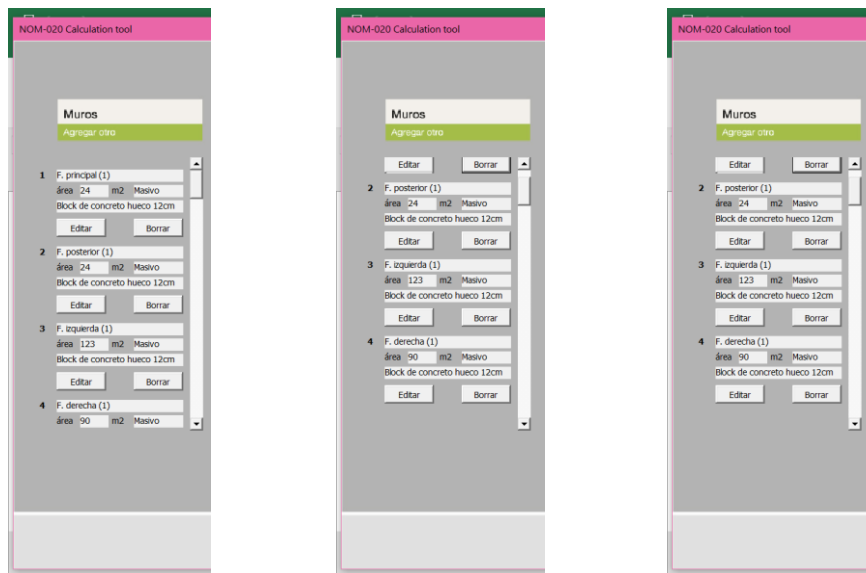 NOM-020 Calculation tool
Muros
Agregar otro
1 F. principal (1)
área 24 m2 Masivo
Block de concreto hueco 12cm
Editar Borrar
2 F. posterior (1)
área 24 m2 Masivo
Block de concreto hueco 12cm
Editar Borrar
3 F. izquierda (1)
área 123 m2 Masivo
Block de concreto hueco 12cm
Editar Borrar
4 F. derecha (1)
área 90 m2 Masivo
NOM-020 Calculation tool
Muros
Agregar otro
Editar Borrar
2 F. posterior (1)
área 24 m2 Masivo
Block de concreto hueco 12cm
Editar Borrar
3 F. izquierda (1)
área 123 m2 Masivo
Block de concreto hueco 12cm
Editar Borrar
4 F. derecha (1)
área 90 m2 Masivo
Block de concreto hueco 12cm
Editar Borrar
NOM-020 Calculation tool
Muros
Agregar otro
Editar Borrar
2 F. posterior (1)
área 24 m2 Masivo
Block de concreto hueco 12cm
Editar Borrar
3 F. izquierda (1)
área 123 m2 Masivo
Block de concreto hueco 12cm
Editar Borrar
4 F. derecha (1)
área 90 m2 Masivo
Block de concreto hueco 12cm
Editar Borrar